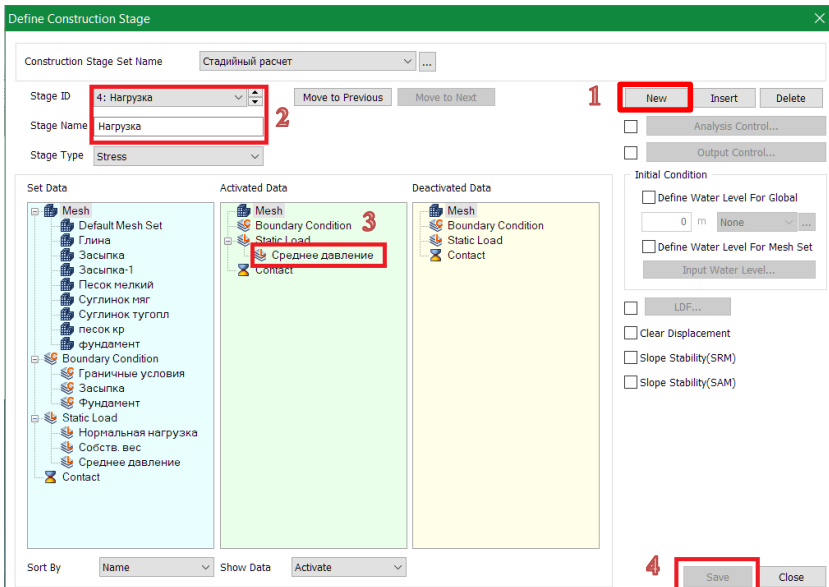 Define Construction Stage
Construction Stage Set Name Стадийный расчет ...
Stage ID 4: Нагрузка Move to Previous Move to Next 1 New Insert Delete
Stage Name Нагрузка 2 Analysis Control...
Stage Type Stress Output Control...
Set Data Activated Data Deactivated Data
Initial Condition
Define Water Level For Global
0 m None ...
Define Water Level For Mesh Set
Input Water Level...
LDF...
Clear Displacement
Slope Stability(SRM)
Slope Stability(SAM)
Mesh
Default Mesh Set
Глина
Засыпка
Засыпка-1
Песок мелкий
Суглинок мяг
Суглинок тугопл
песок кр
фундамент
Boundary Condition
Граничные условия
Засыпка
Фундамент
Static Load
Нормальная нагрузка
Собств. вес
Среднее давление
Contact
Mesh
Boundary Condition 3
Static Load
Среднее давление
Contact
Mesh
Boundary Condition
Static Load
Contact
Sort By Name Show Data Activate
4 Save Close